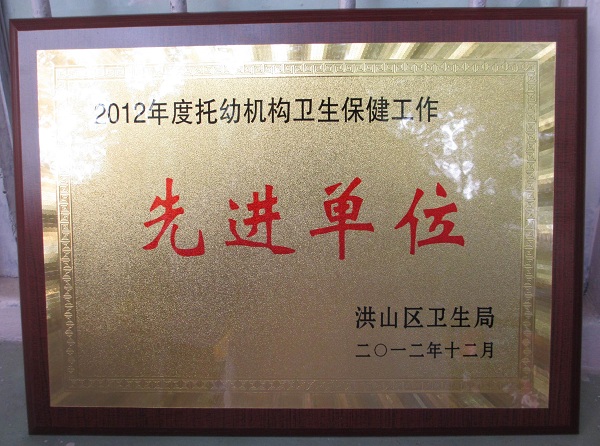 2012年度托幼机构卫生保健工作
先进单位
洪山区卫生局
二〇一二年十二月